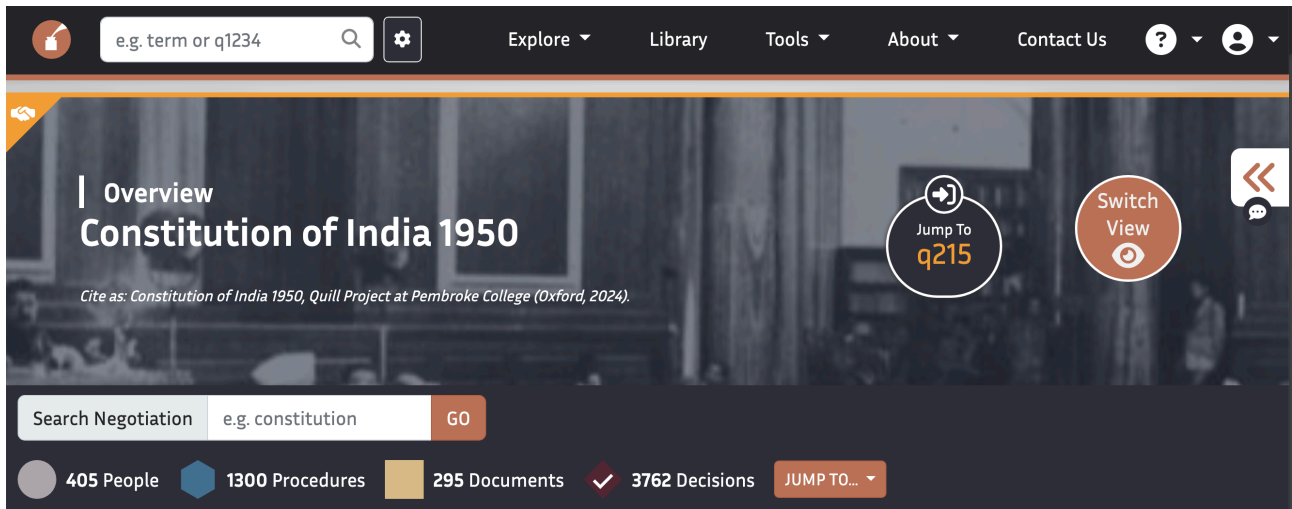 e.g. term or q1234
Explore
Library
Tools
About
Contact Us
?
Overview
Constitution of India 1950
Cite as: Constitution of India 1950, Quill Project at Pembroke College (Oxford, 2024).
Jump To
q215
Switch
View
Search Negotiation e.g. constitution GO
405 People 1300 Procedures 295 Documents 3762 Decisions JUMP TO...